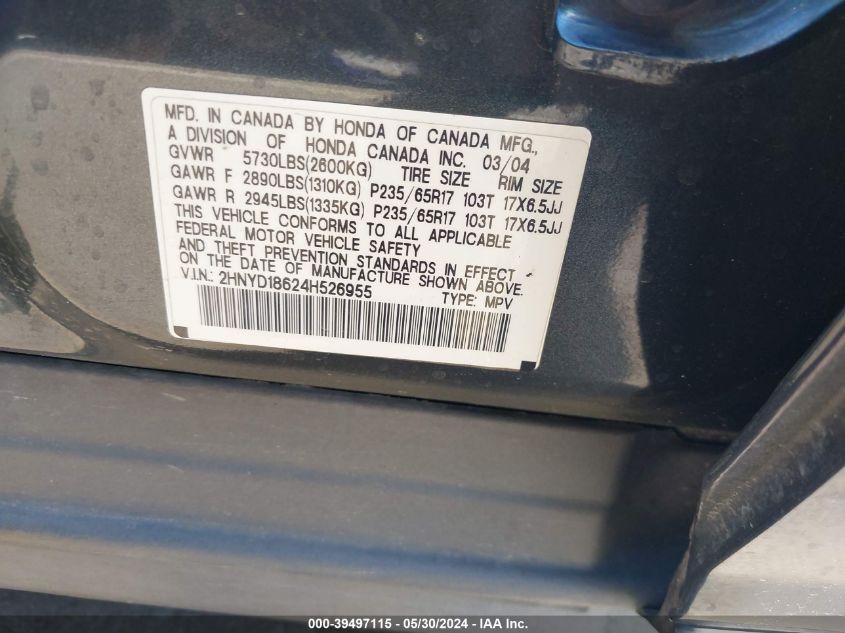 MFD. IN CANADA BY HONDA OF CANADA MFG.,
A DIVISION OF HONDA CANADA INC. 03/04
GVWR 5730LBS(2600KG) TIRE SIZE RIM SIZE
GAWR F 2890LBS(1310KG) P235/65R17 103T 17X6.5JJ
GAWR R 2945LBS(1335KG) P235/65R17 103T 17X6.5JJ
THIS VEHICLE CONFORMS TO ALL APPLICABLE
FEDERAL MOTOR VEHICLE SAFETY
AND THEFT PREVENTION STANDARDS IN EFFECT
ON THE DATE OF MANUFACTURE SHOWN ABOVE.
V.I.N.: 2HNYD18624H526955 TYPE: MPV
000-39497115 - 05/30/2024 - IAA Inc.